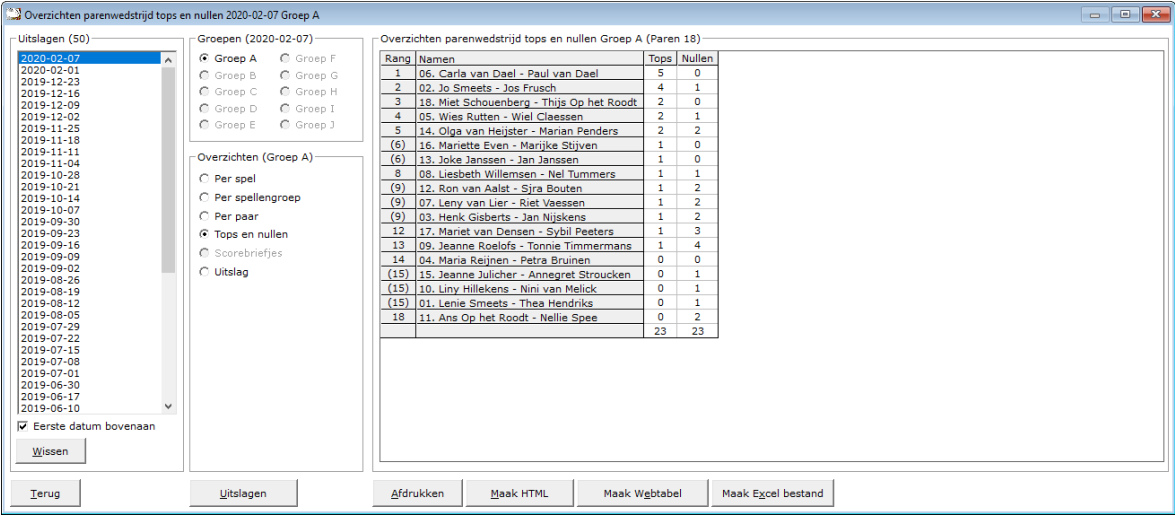 Overzichten parenwedstrijd tops en nullen 2020-02-07 Groep A
Uitslagen (50)
2020-02-07
2020-02-01
2019-12-23
2019-12-16
2019-12-09
2019-12-02
2019-11-25
2019-11-18
2019-11-11
2019-11-04
2019-10-28
2019-10-21
2019-10-14
2019-10-07
2019-09-30
2019-09-23
2019-09-16
2019-09-09
2019-09-02
2019-08-26
2019-08-19
2019-08-12
2019-08-05
2019-07-29
2019-07-22
2019-07-15
2019-07-08
2019-07-01
2019-06-30
2019-06-17
2019-06-10
Eerste datum bovenaan
Wissen
Groepen (2020-02-07)
Groep A Groep F
Groep B Groep G
Groep C Groep H
Groep D Groep I
Groep E Groep J
Overzichten (Groep A)
Per spel
Per spellengroep
Per paar
Tops en nullen
Scorebriefjes
Uitslag
Overzichten parenwedstrijd tops en nullen Groep A (Paren 18)
Rang Namen Tops Nullen
1 06. Carla van Dael - Paul van Dael 5 0
2 02. Jo Smeets - Jos Frusch 4 1
3 18. Miet Schouenberg - Thijs Op het Roodt 2 0
4 05. Wies Rutten - Wiel Claessen 2 1
5 14. Olga van Heijster - Marian Penders 2 2
(6) 16. Mariette Even - Marijke Stijven 1 0
(6) 13. Joke Janssen - Jan Janssen 1 0
8 08. Liesbeth Willemsen - Nel Tummers 1 1
(9) 12. Ron van Aalst - Sjra Bouten 1 2
(9) 07. Leny van Lier - Riet Vaessen 1 2
(9) 03. Henk Gisberts - Jan Nijskens 1 2
12 17. Mariet van Densen - Sybil Peeters 1 3
13 09. Jeanne Roelofs - Tonnie Timmermans 1 4
14 04. Maria Reijnen - Petra Bruinen 0 0
(15) 15. Jeanne Julicher - Annegret Stroucken 0 1
(15) 10. Liny Hillekens - Nini van Melick 0 1
(15) 01. Lenie Smeets - Thea Hendriks 0 1
18 11. Ans Op het Roodt - Nellie Spee 0 2
23 23
Terug
Uitslagen
Afdrukken
Maak HTML
Maak Webtabel
Maak Excel bestand